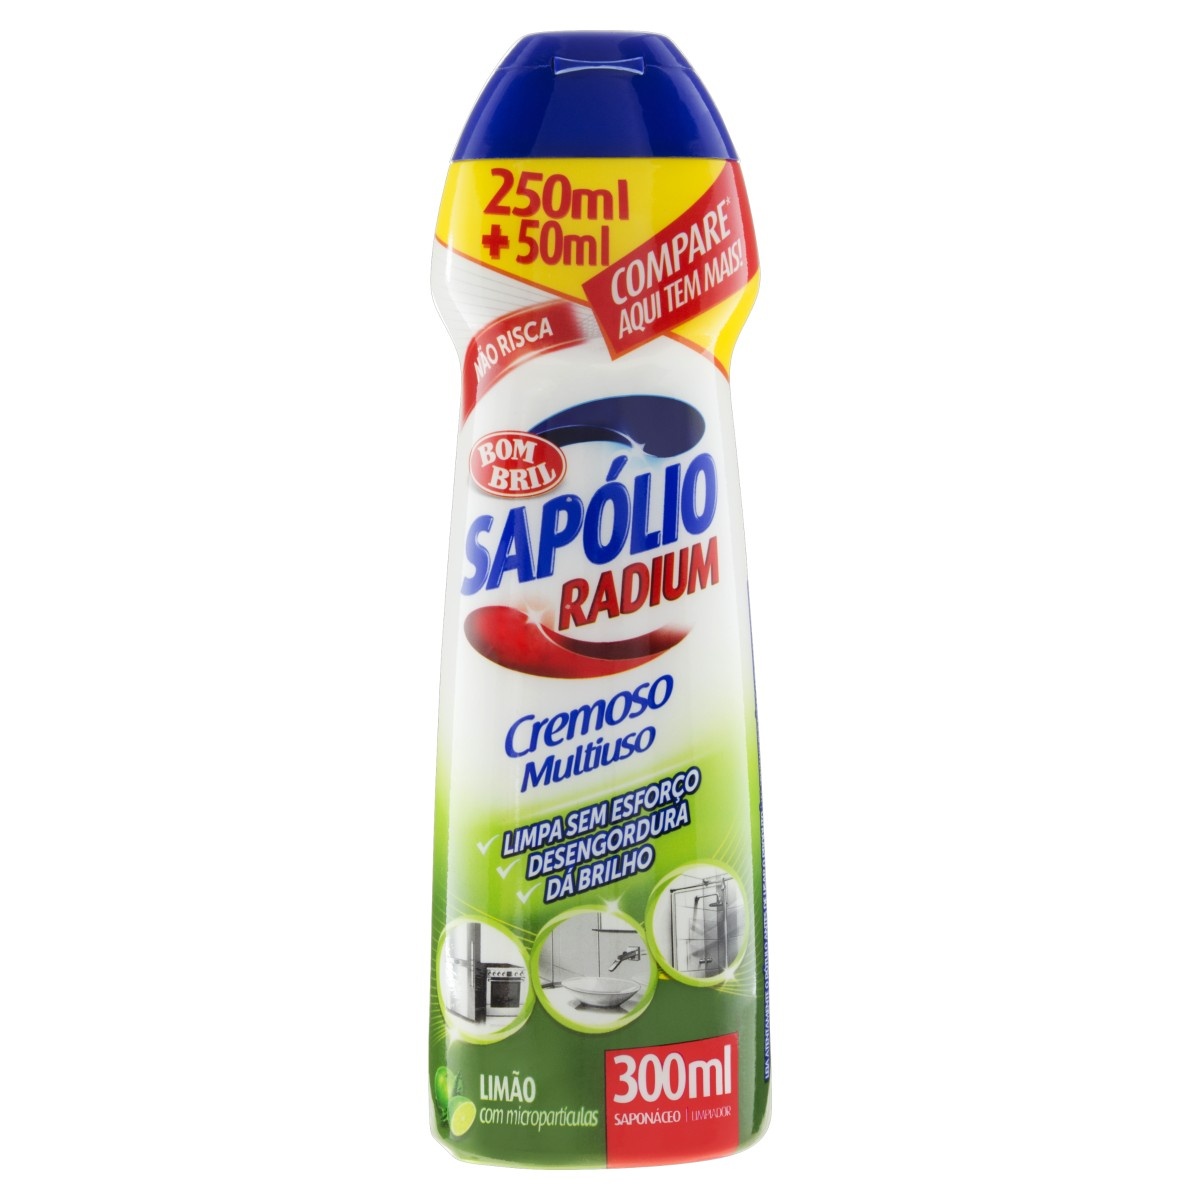 250ml
+ 50ml
COMPARE*
AQUI TEM MAIS!
NÃO RISCA
BOM
BRIL
SAPÓLIO
RADIUM
Cremoso
Multiuso
LIMPA SEM ESFORÇO
DESENGORDURA
DÁ BRILHO
LIMÃO
com micropartículas
300ml
SAPONÁCEO | LIMPIADOR